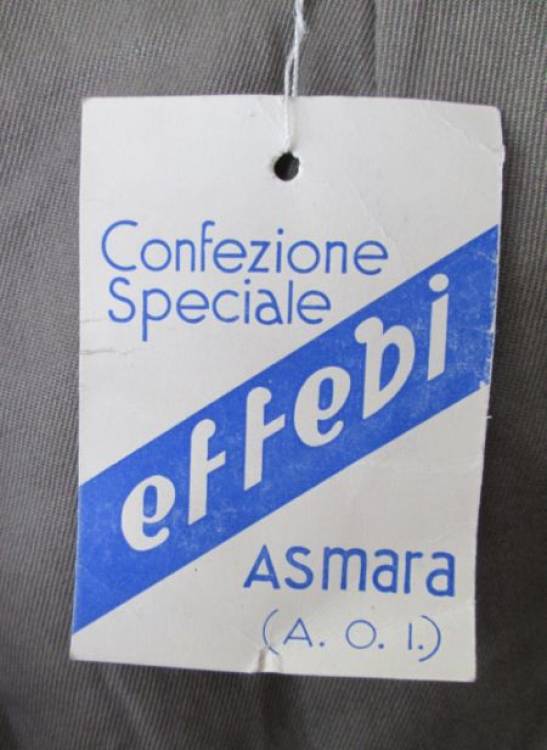 Confezione
Speciale
effebi
Asmara
(A. O. I.)